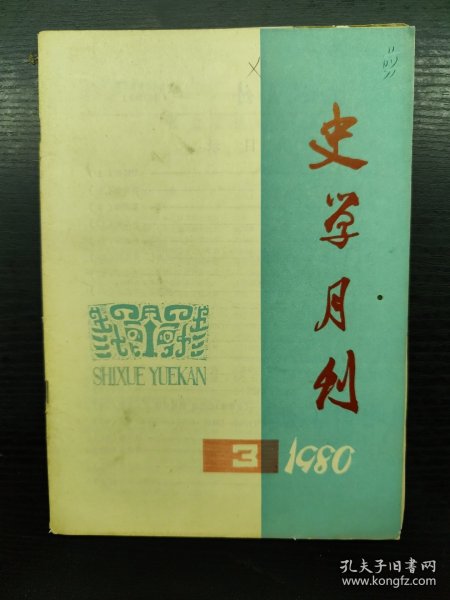 史学月刊
SHIXUE YUEKAN
3 1980
孔夫子旧书网
www.kongfz.com